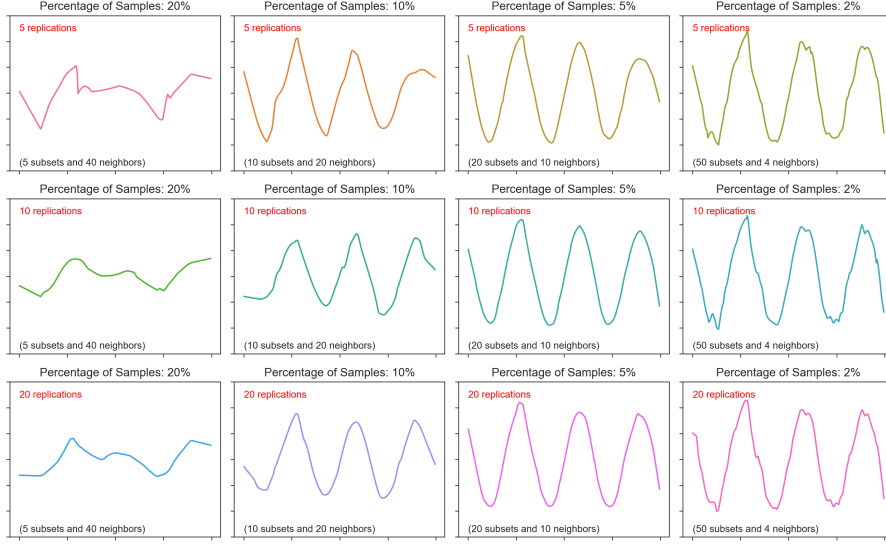 Percentage of Samples: 20%
5 replications
(5 subsets and 40 neighbors)
Percentage of Samples: 10%
5 replications
(10 subsets and 20 neighbors)
Percentage of Samples: 5%
5 replications
(20 subsets and 10 neighbors)
Percentage of Samples: 2%
5 replications
(50 subsets and 4 neighbors)
Percentage of Samples: 20%
10 replications
(5 subsets and 40 neighbors)
Percentage of Samples: 10%
10 replications
(10 subsets and 20 neighbors)
Percentage of Samples: 5%
10 replications
(20 subsets and 10 neighbors)
Percentage of Samples: 2%
10 replications
(50 subsets and 4 neighbors)
Percentage of Samples: 20%
20 replications
(5 subsets and 40 neighbors)
Percentage of Samples: 10%
20 replications
(10 subsets and 20 neighbors)
Percentage of Samples: 5%
20 replications
(20 subsets and 10 neighbors)
Percentage of Samples: 2%
20 replications
(50 subsets and 4 neighbors)